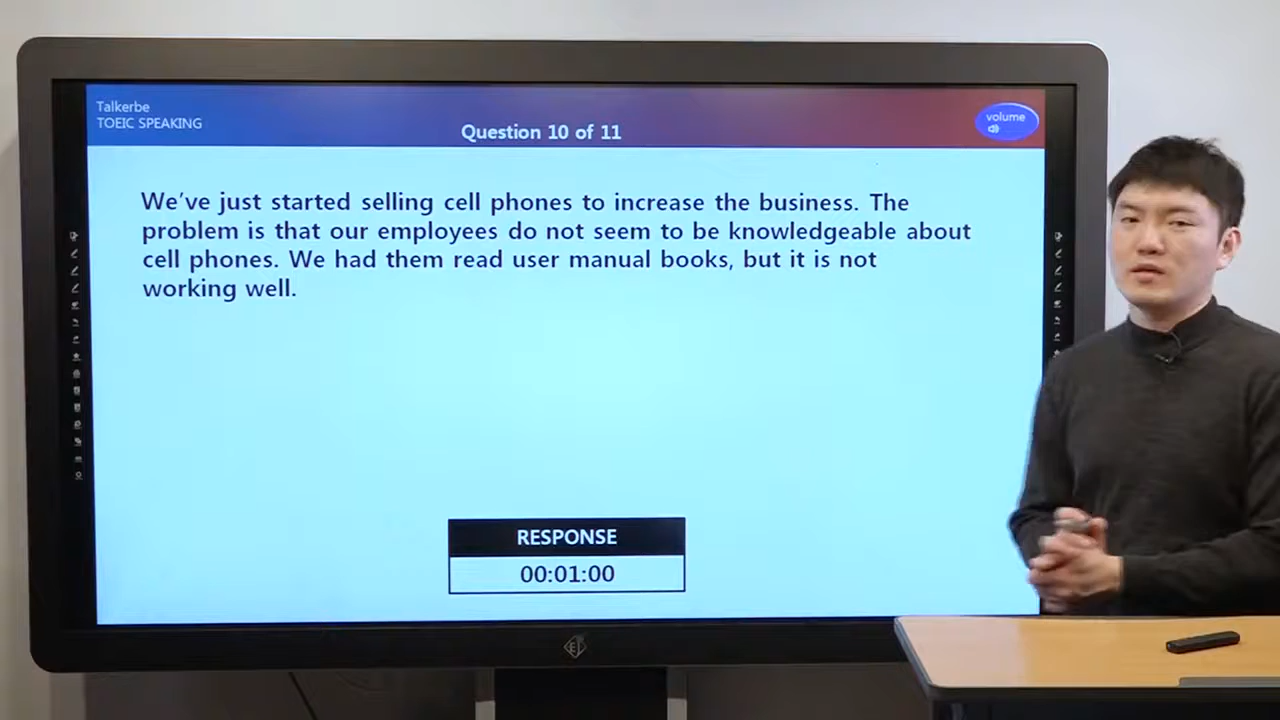 Talkerbe
TOEIC SPEAKING
Question 10 of 11
volume
We've just started selling cell phones to increase the business. The
problem is that our employees do not seem to be knowledgeable about
cell phones. We had them read user manual books, but it is not
working well.
RESPONSE
00:01:00